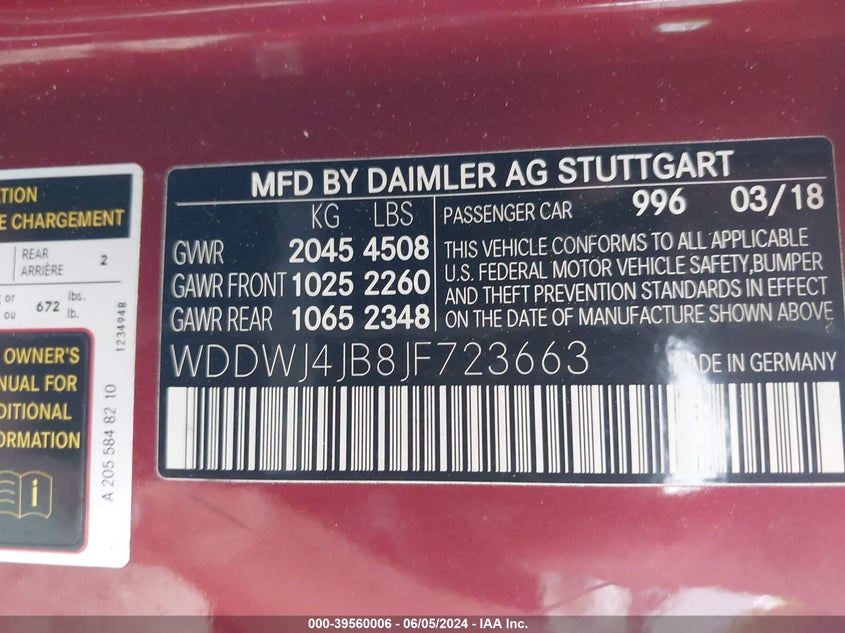 ATION
E CHARGEMENT
REAR
ARRIÈRE 2
or
ou 672 lbs.
lb.
1234948
OWNER'S
NUAL FOR
DDITIONAL
ORMATION
A 205 584 82 10
MFD BY DAIMLER AG STUTTGART
KG LBS
GVWR 2045 4508
GAWR FRONT 1025 2260
GAWR REAR 1065 2348
PASSENGER CAR 996 03/18
THIS VEHICLE CONFORMS TO ALL APPLICABLE
U.S. FEDERAL MOTOR VEHICLE SAFETY,BUMPER
AND THEFT PREVENTION STANDARDS IN EFFECT
ON THE DATE OF MANUFACTURE SHOWN ABOVE
WDDWJ4JB8JF723663 MADE IN GERMANY
000-39560006 - 06/05/2024 - IAA Inc.